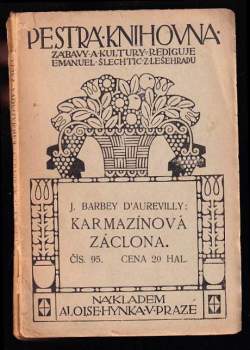 PESTRÁ·KNIHOVNA·
ZÁBAVY·A·KULTURY·REDIGUJE
EMANUEL·ŠLECHTIC·Z·LEŠEHRADU
J. BARBEY D'AUREVILLY:
KARMAZÍNOVÁ
ZÁCLONA.
ČÍS. 95. CENA 20 HAL.
NÁKLADEM
ALOISE·HYNKA·V·PRAZE